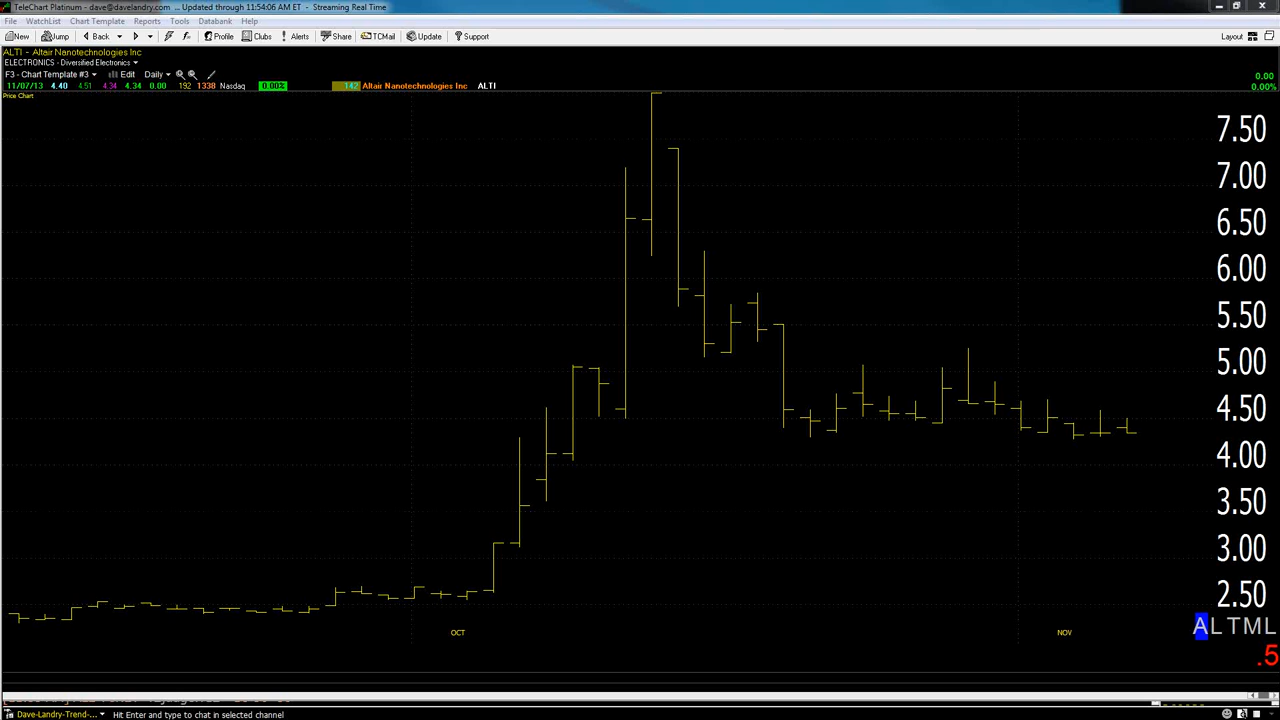 TeleChart Platinum - dave@davelandry.com ... Updated through 11:54:06 AM ET - Streaming Real Time
File WatchList Chart Template Reports Tools Databank Help
New Jump Back Profile Clubs Alerts Share TCMail Update Support Layout
ALTI - Altair Nanotechnologies Inc
ELECTRONICS - Diversified Electronics
F3 - Chart Template #3 Edit Daily 0.00
11/07/13 4.40 4.51 4.34 4.34 0.00 192 1338 Nasdaq 0.00% 142 Altair Nanotechnologies Inc ALTI 0.00%
Price Chart
7.50
7.00
6.50
6.00
5.50
5.00
4.50
4.00
3.50
3.00
2.50
ALTML
OCT NOV
.5
Dave-Landry-Trend-... Hit Enter and type to chat in selected channel